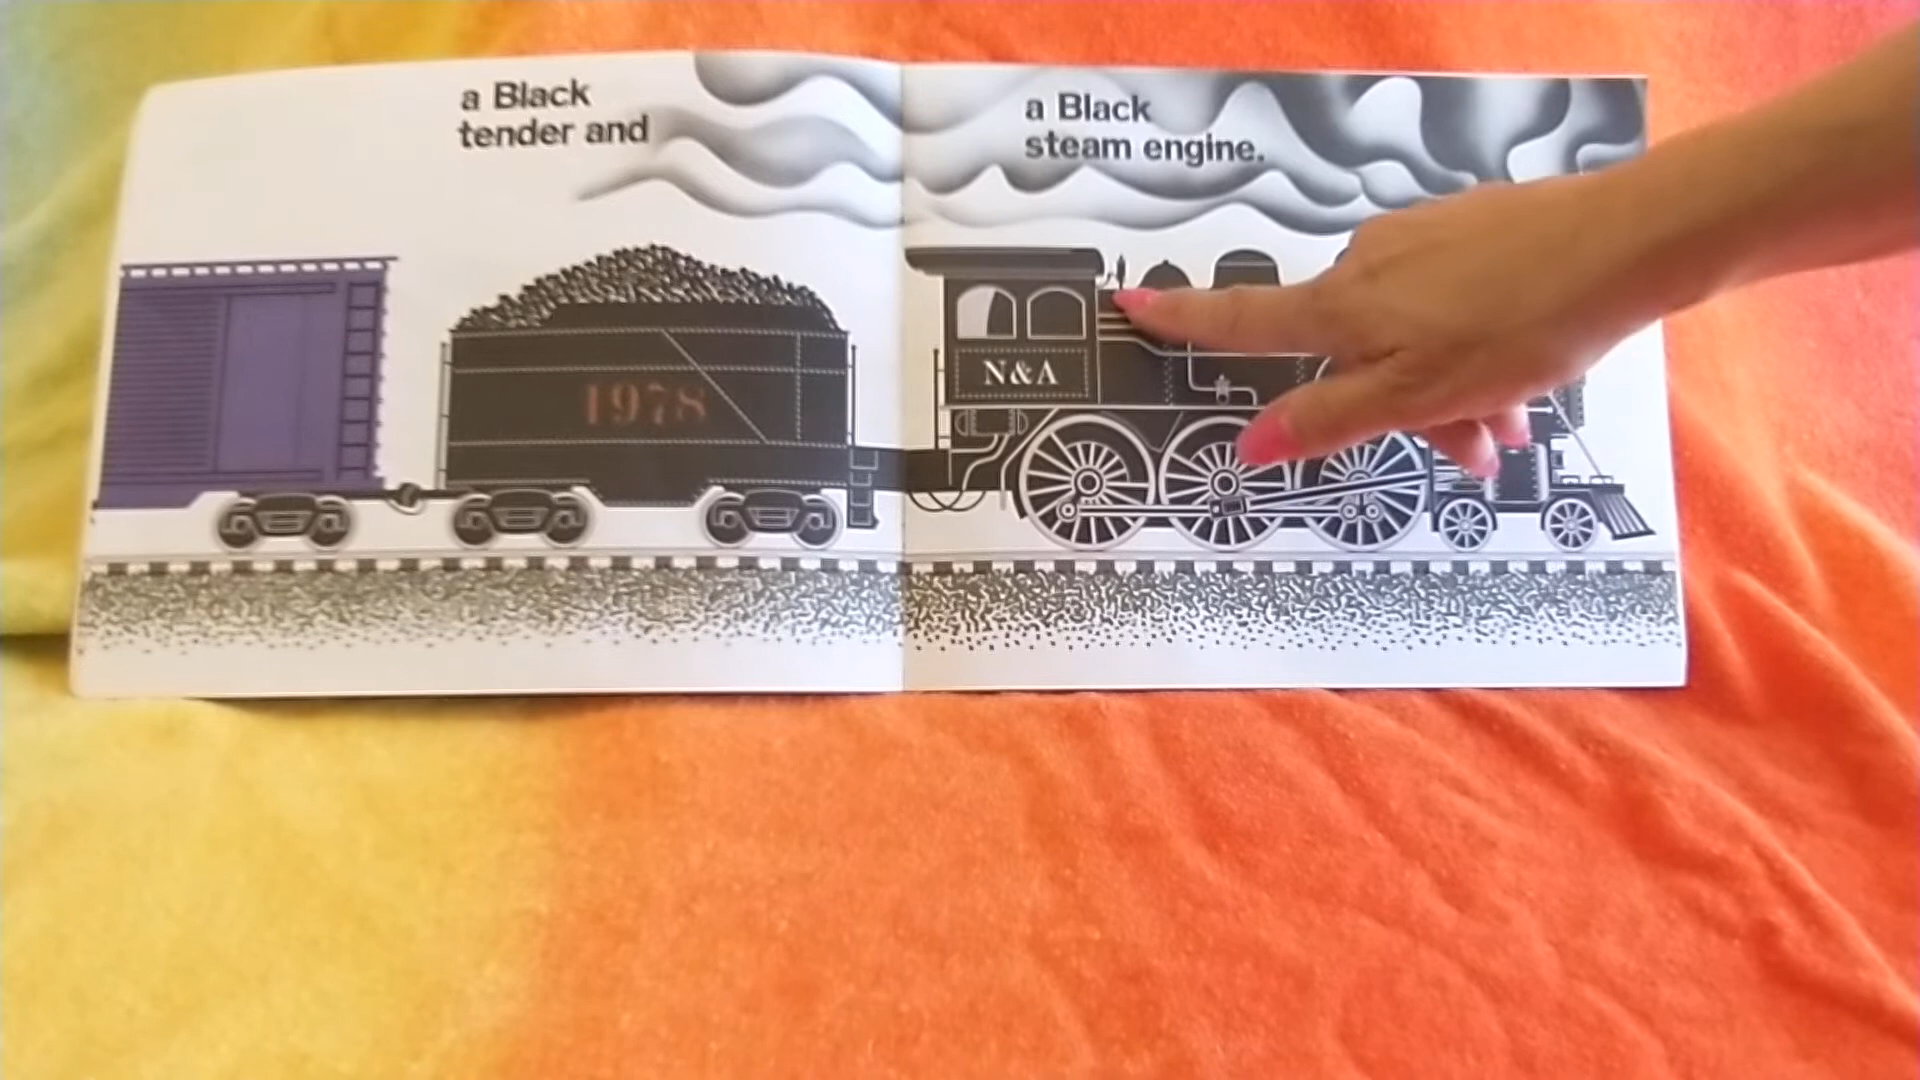 a Black
tender and
1978
a Black
steam engine.
N&A